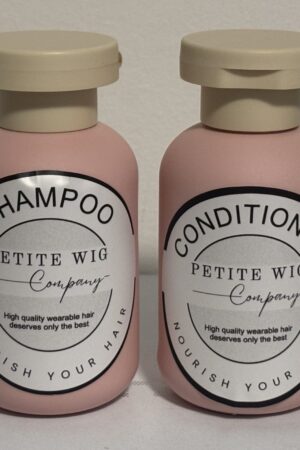 HAMPOO
ETITE WIG
Company
High quality wearable hair
deserves only the best
ISH YOUR HAIR
CONDITION
PETITE WIG
Company
High quality wearable hair
deserves only the best
NOURISH YOUR